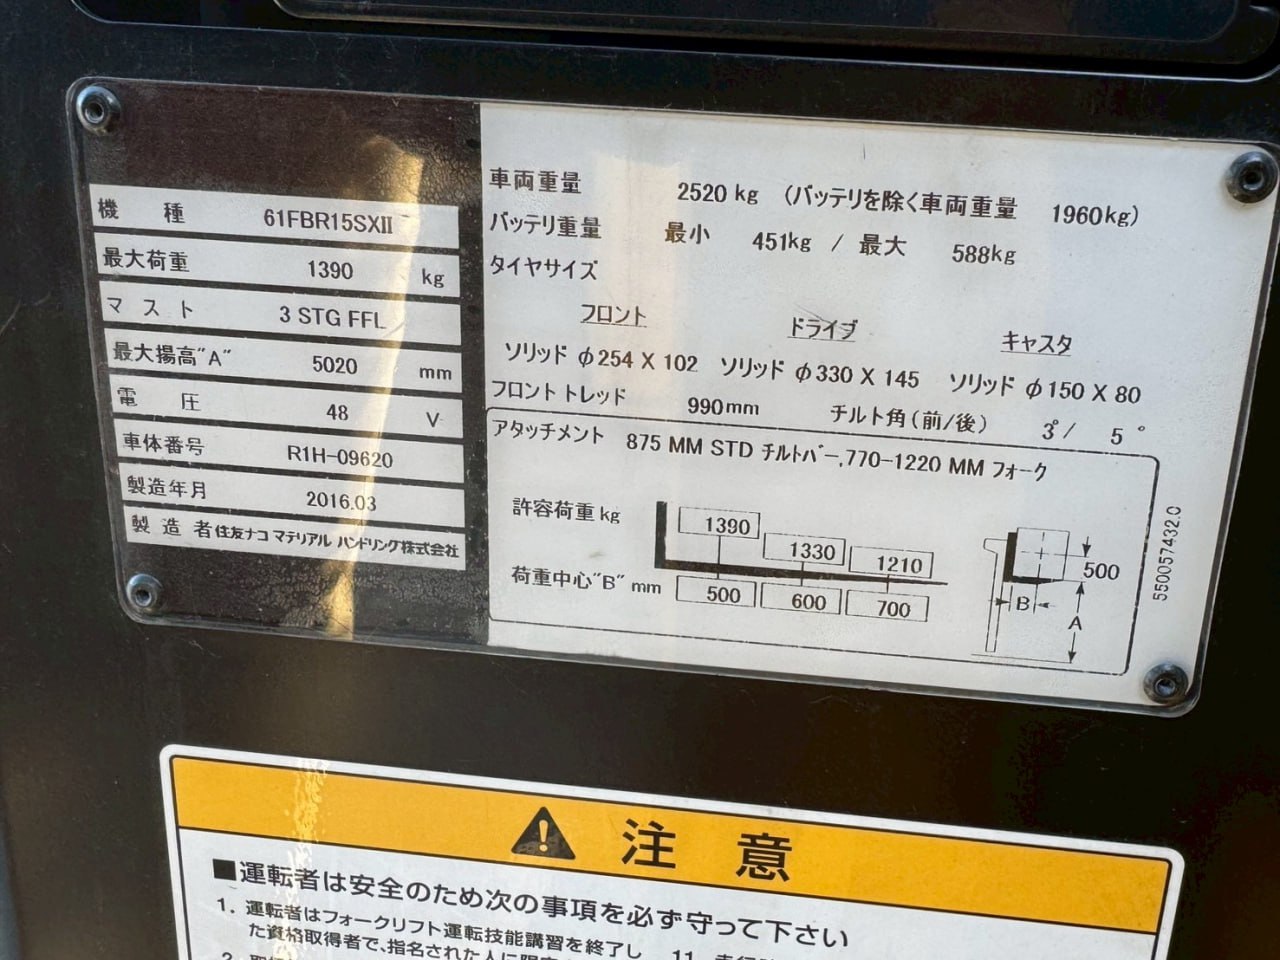 機 種 61FBR15SXII
最大荷重 1390 kg
マスト 3 STG FFL
最大揚高"A" 5020 mm
電 圧 48 V
車体番号 R1H-09620
製造年月 2016.03
製造者 住友ナコ マテリアル ハンドリング株式会社
車両重量 2520 kg (バッテリを除く車両重量 1960kg)
バッテリ重量 最小 451kg / 最大 588kg
タイヤサイズ
フロント ドライブ キャスタ
ソリッド φ254 X 102 ソリッド φ330 X 145 ソリッド φ150 X 80
フロント トレッド 990mm チルト角(前/後) 3°/ 5°
アタッチメント 875 MM STD チルトバー,770-1220 MM フォーク
許容荷重 kg 1390 1330 1210
荷重中心"B" mm 500 600 700
500
B
A
550057432.0
注意
■運転者は安全のため次の事項を必ず守って下さい
1. 運転者はフォークリフト運転技能講習を終了し
た資格取得者で、指名された人に限
11. 走行
2.